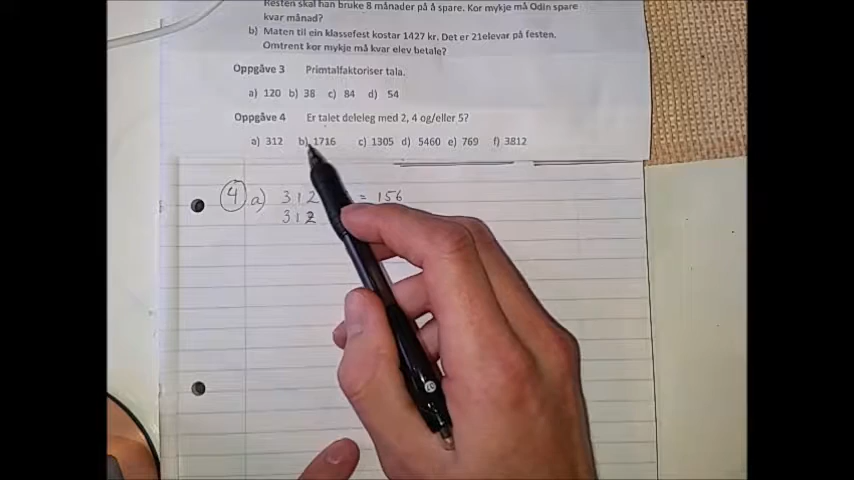 Resten skal han bruke 8 månader på å spare. Kor mykje må Odin spare
kvar månad?
b) Maten til ein klassefest kostar 1427 kr. Det er 21elevar på festen.
Omtrent kor mykje må kvar elev betale?
Oppgåve 3 Primtalfaktoriser tala.
a) 120 b) 38 c) 84 d) 54
Oppgåve 4 Er talet deleleg med 2, 4 og/eller 5?
a) 312 b) 1716 c) 1305 d) 5460 e) 769 f) 3812
4 a) 312 = 156
312